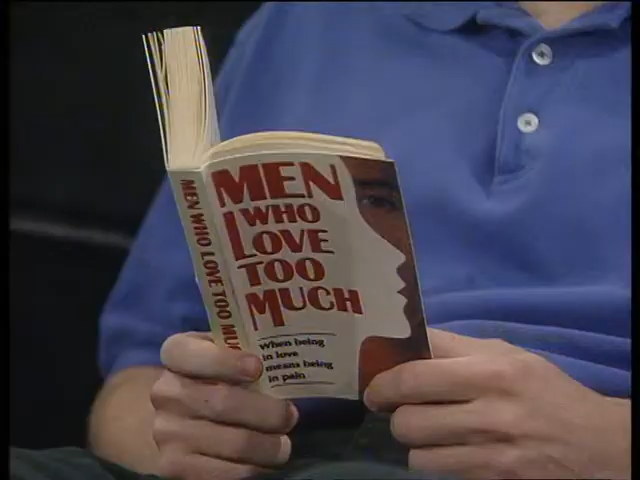 MEN
WHO
LOVE
TOO
MUCH
When being
in love
means being
in pain
MEN WHO LOVE TOO MU